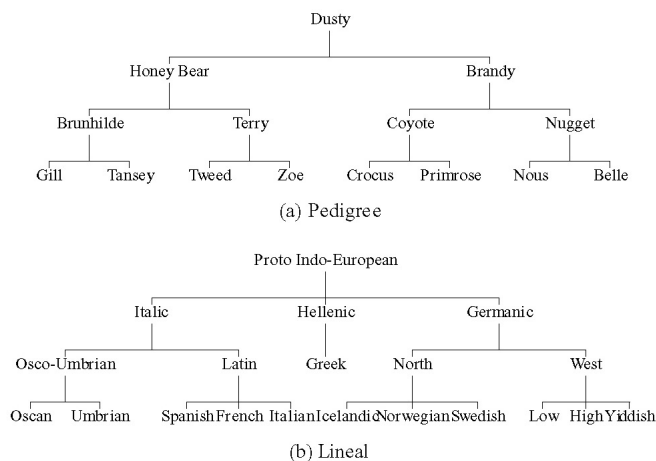 Dusty
Honey Bear Brandy
Brunhilde Terry Coyote Nugget
Gill Tansey Tweed Zoe Crocus Primrose Nous Belle
(a) Pedigree
Proto Indo-European
Italic Hellenic Germanic
Osco-Umbrian Latin Greek North West
Oscan Umbrian Spanish French Italian Icelandic Norwegian Swedish Low High Yiddish
(b) Lineal